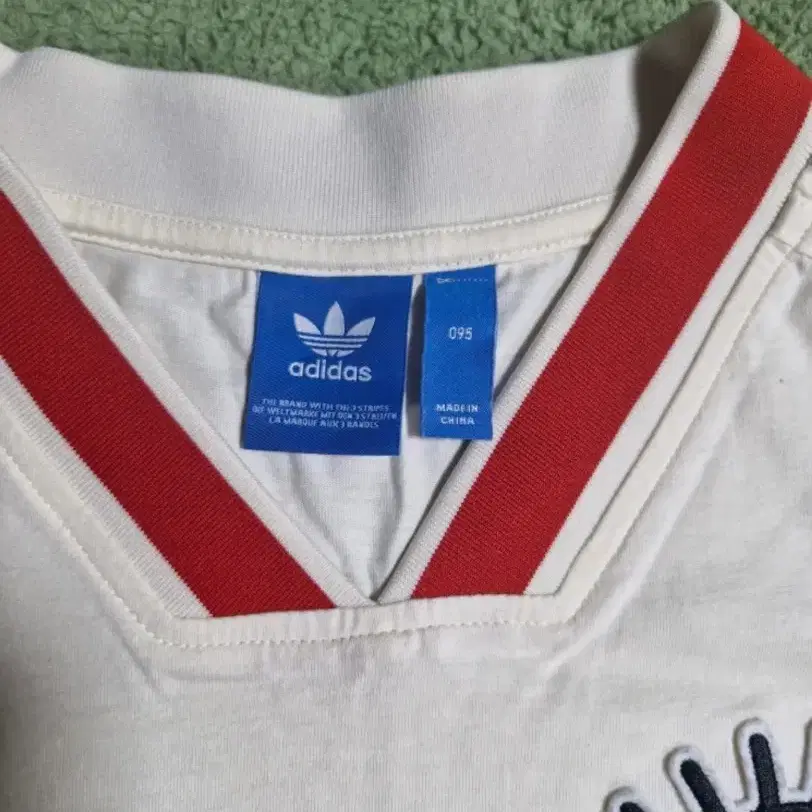 adidas
THE BRAND WITH THE 3 STRIPES
DIE WELTMARKE MIT DEN 3 STREIFEN
LA MARQUE AUX 3 BANDES
095
MADE IN
CHINA